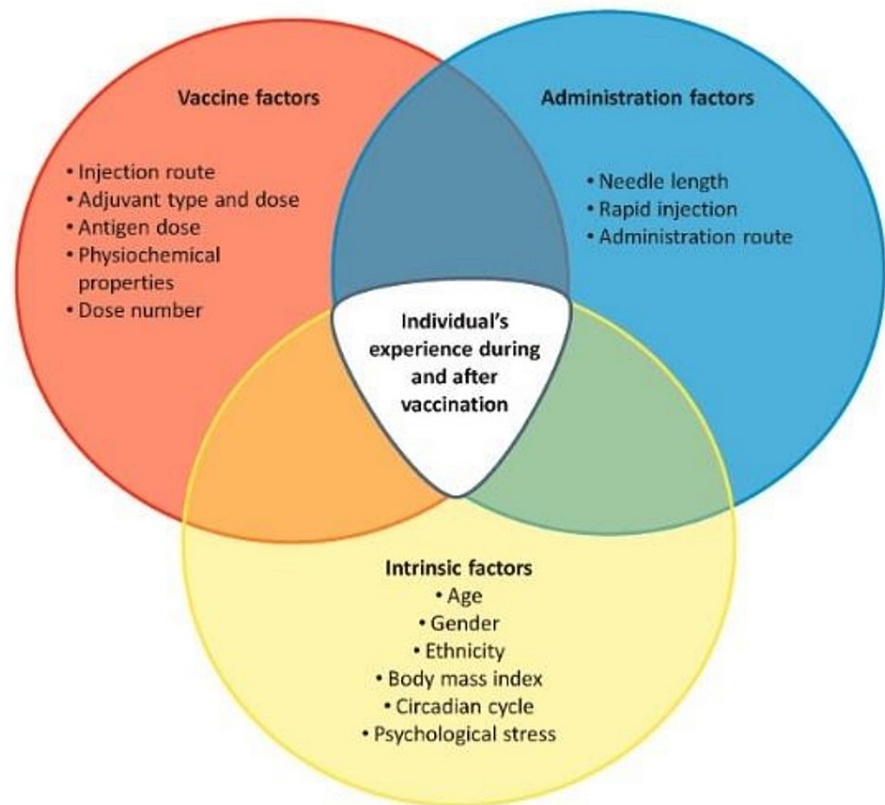 Vaccine factors
• Injection route
• Adjuvant type and dose
• Antigen dose
• Physiochemical
properties
• Dose number
Administration factors
• Needle length
• Rapid injection
• Administration route
Individual's
experience during
and after
vaccination
Intrinsic factors
• Age
• Gender
• Ethnicity
• Body mass index
• Circadian cycle
• Psychological stress